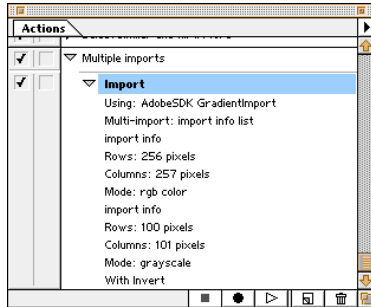 Actions
Multiple imports
Import
Using: AdobeSDK GradientImport
Multi-import: import info list
import info
Rows: 256 pixels
Columns: 257 pixels
Mode: rgb color
import info
Rows: 100 pixels
Columns: 101 pixels
Mode: grayscale
With Invert